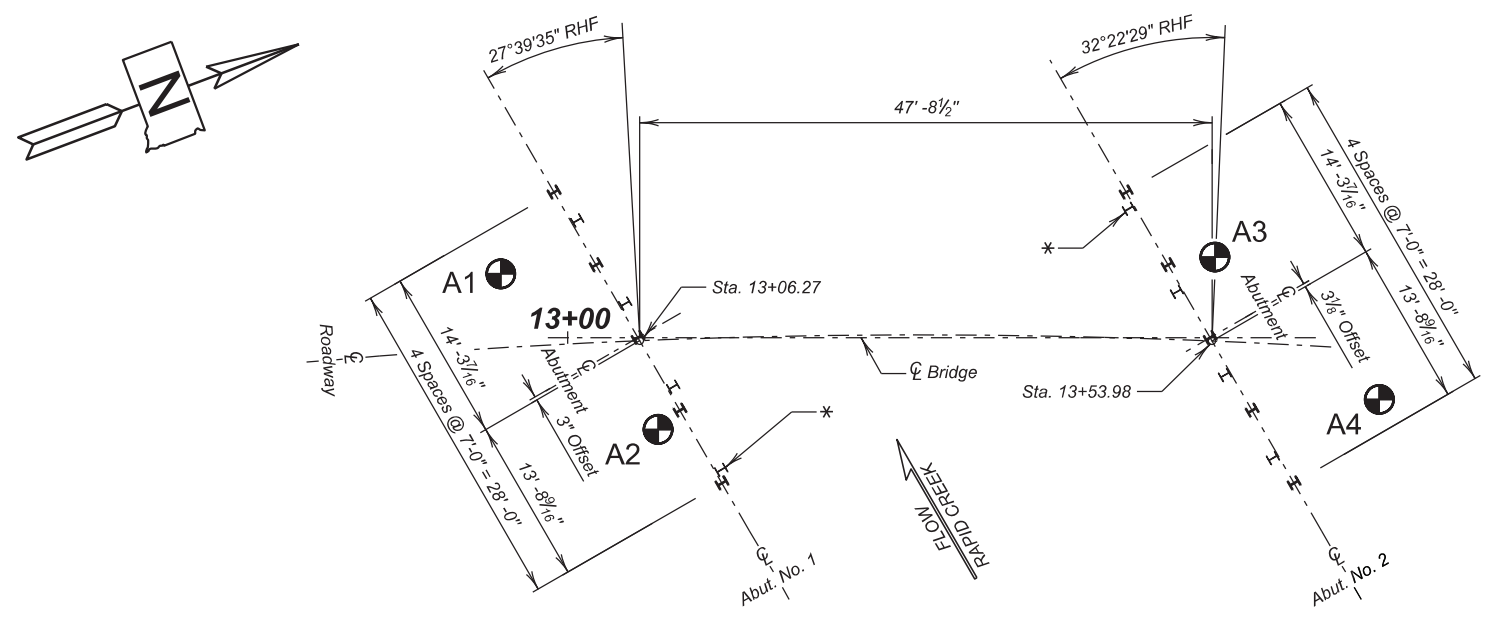 N
27°39'35" RHF
32°22'29" RHF
47' -8½"
4 Spaces @ 7'-0" = 28' -0"
14' -3⁷⁄₁₆"
13' -8⁹⁄₁₆"
A3
*
A1
Sta. 13+06.27
13+00
℄ Abutment
3⅛" Offset
℄ Roadway
14' -3⁷⁄₁₆"
4 Spaces @ 7'-0" = 28' -0"
℄ Abutment
3" Offset
13' -8⁹⁄₁₆"
℄ Bridge
Sta. 13+53.98
A2
*
A4
FLOW
RAPID CREEK
℄
Abut. No. 1
℄
Abut. No. 2